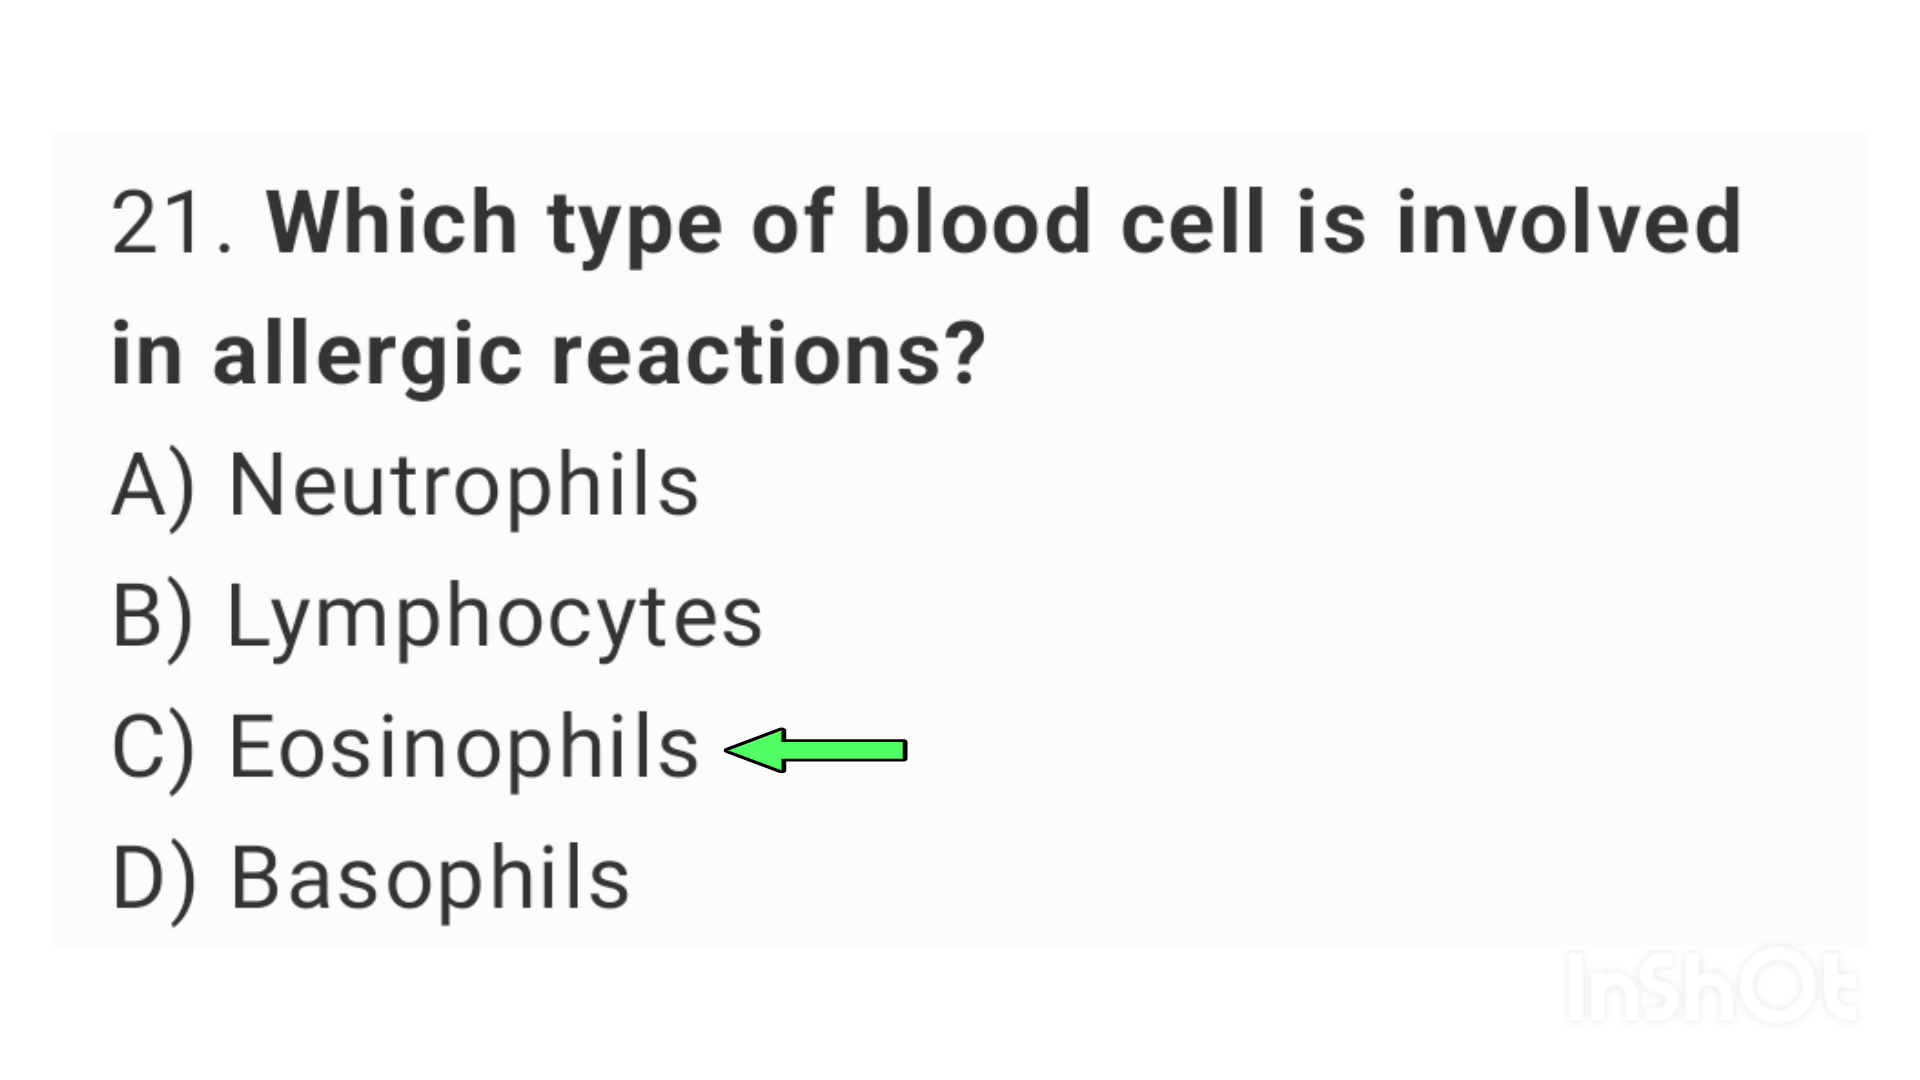 21. Which type of blood cell is involved
in allergic reactions?
A) Neutrophils
B) Lymphocytes
C) Eosinophils
D) Basophils
InShOt